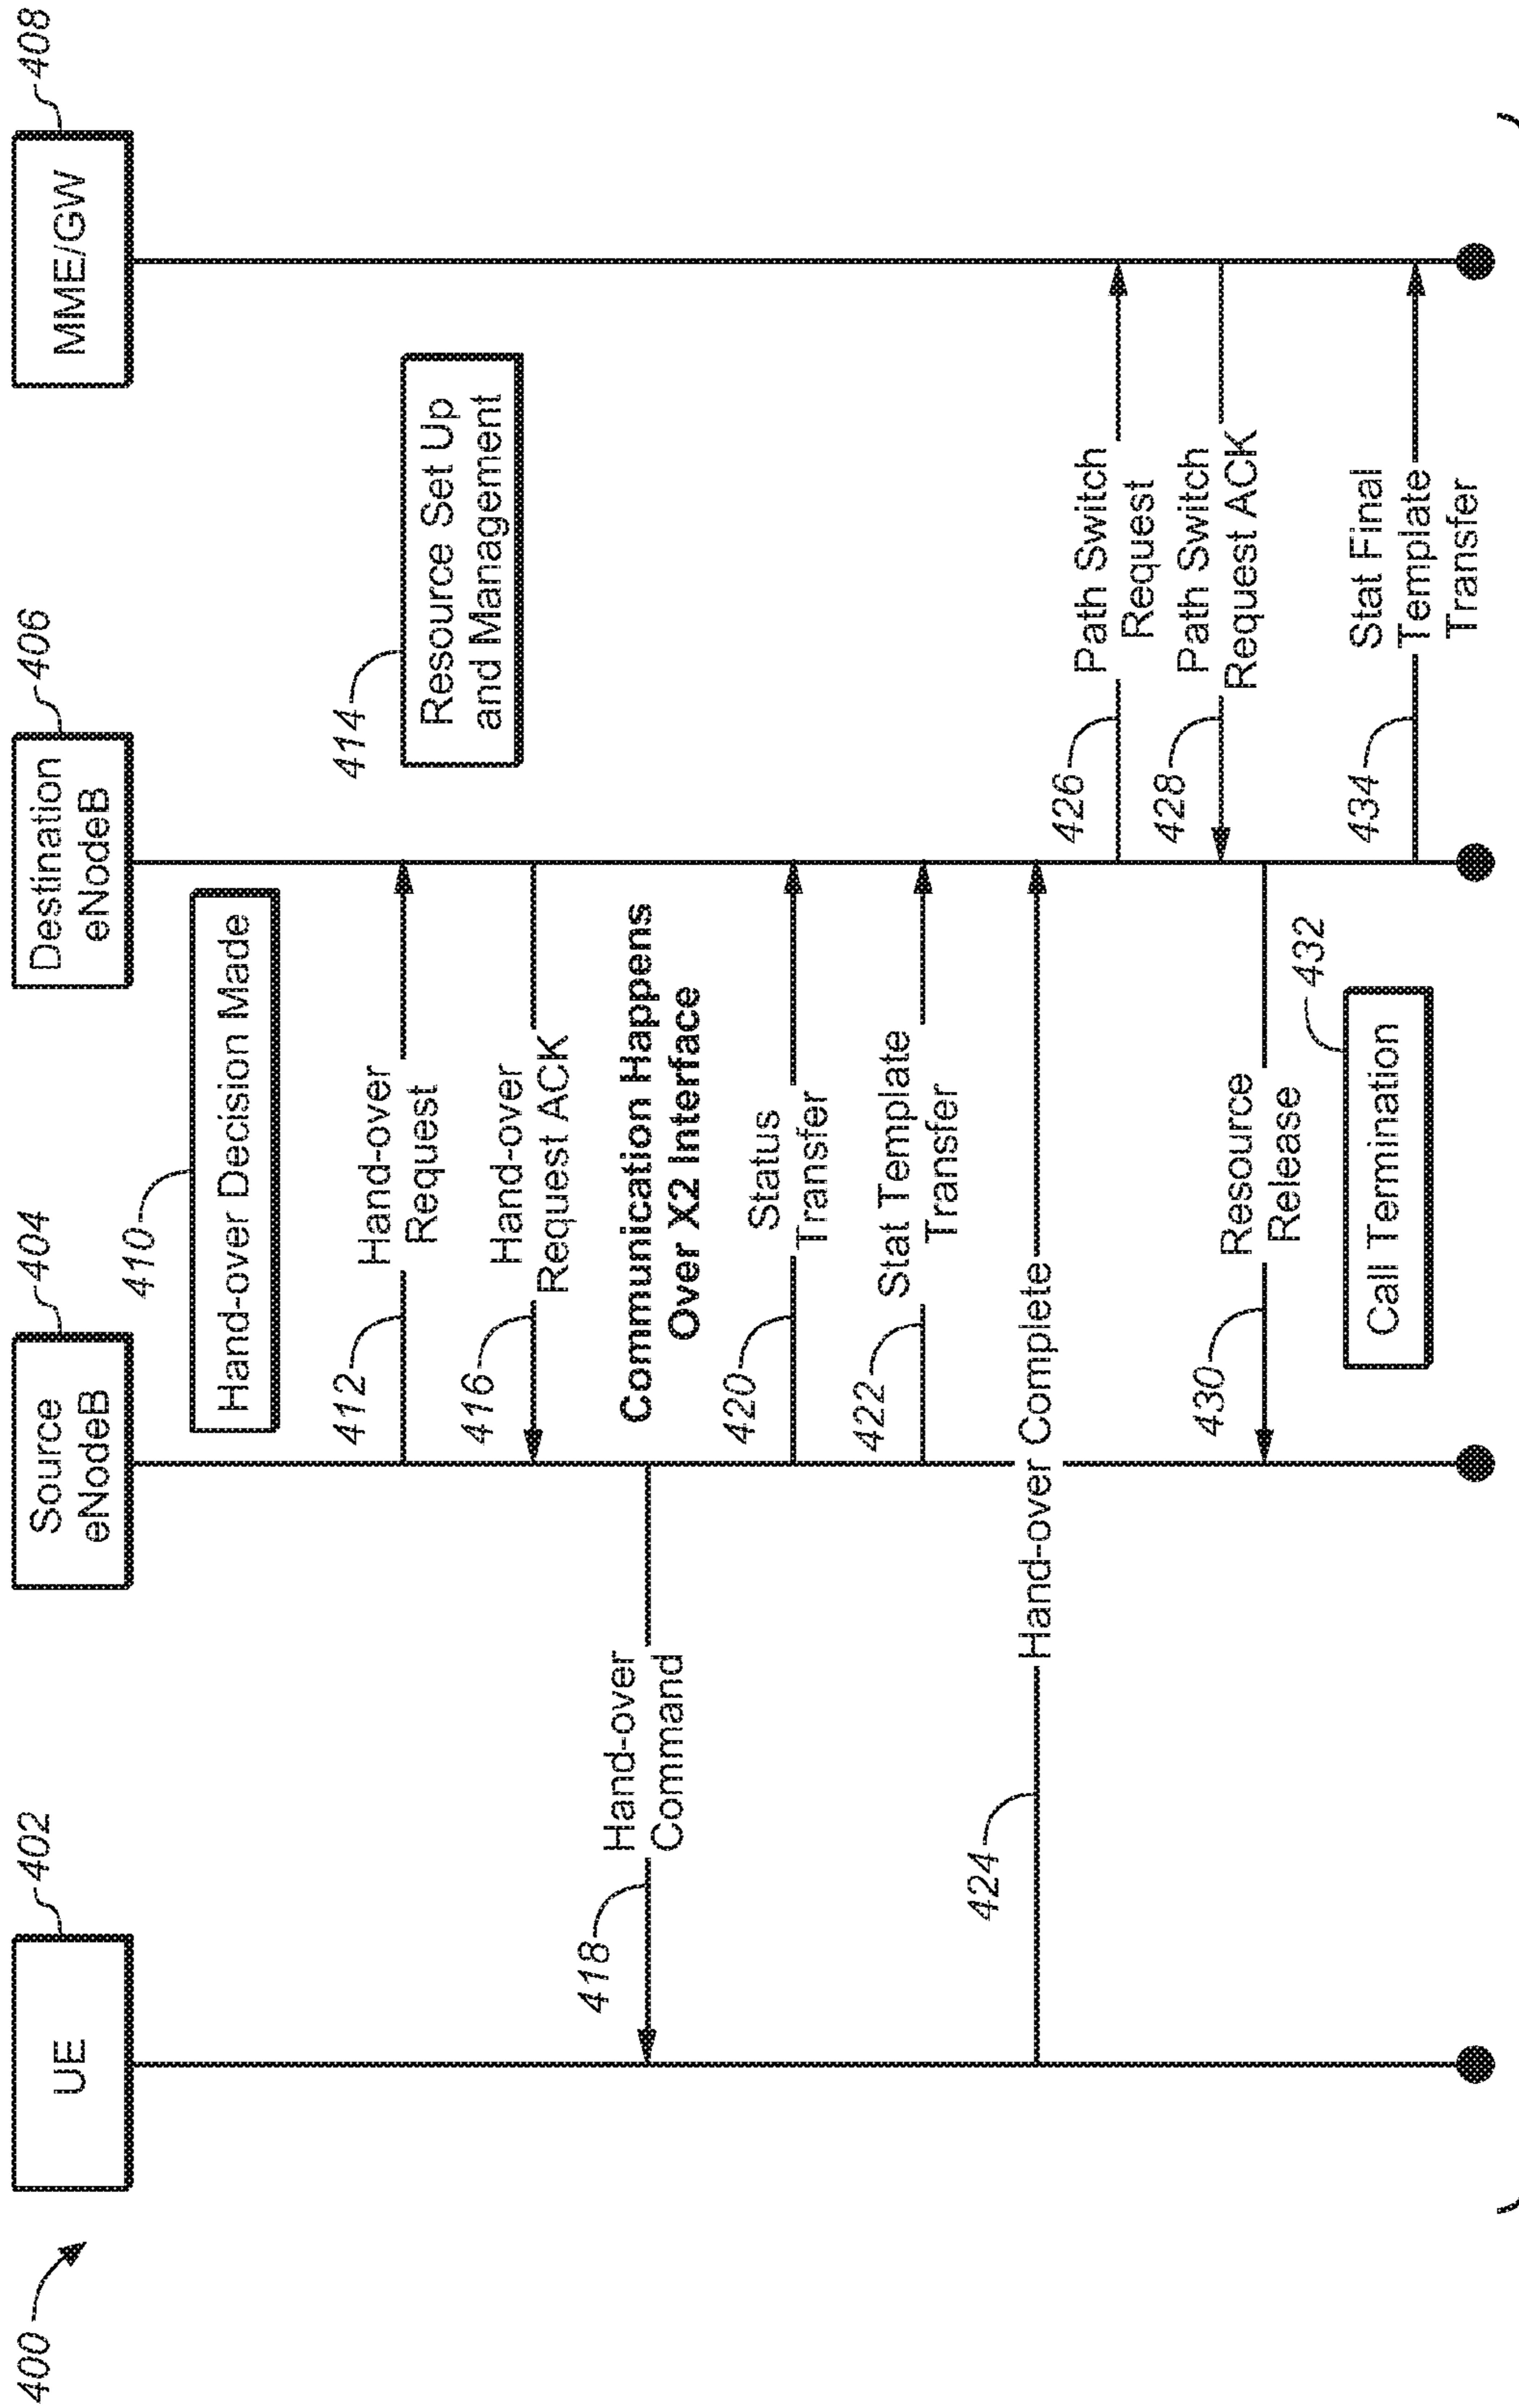 400
UE
402
Source
eNodeB
404
Destination
eNodeB
406
MME/GW
408
410
Hand-over Decision Made
412
Hand-over
Request
414
Resource Set Up
and Management
416
Hand-over
Request ACK
418
Hand-over
Command
Communication Happens
Over X2 Interface
420
Status
Transfer
422
Stat Template
Transfer
424
Hand-over Complete
426
Path Switch
Request
428
Path Switch
Request ACK
430
Resource
Release
432
Call Termination
434
Stat Final
Template
Transfer